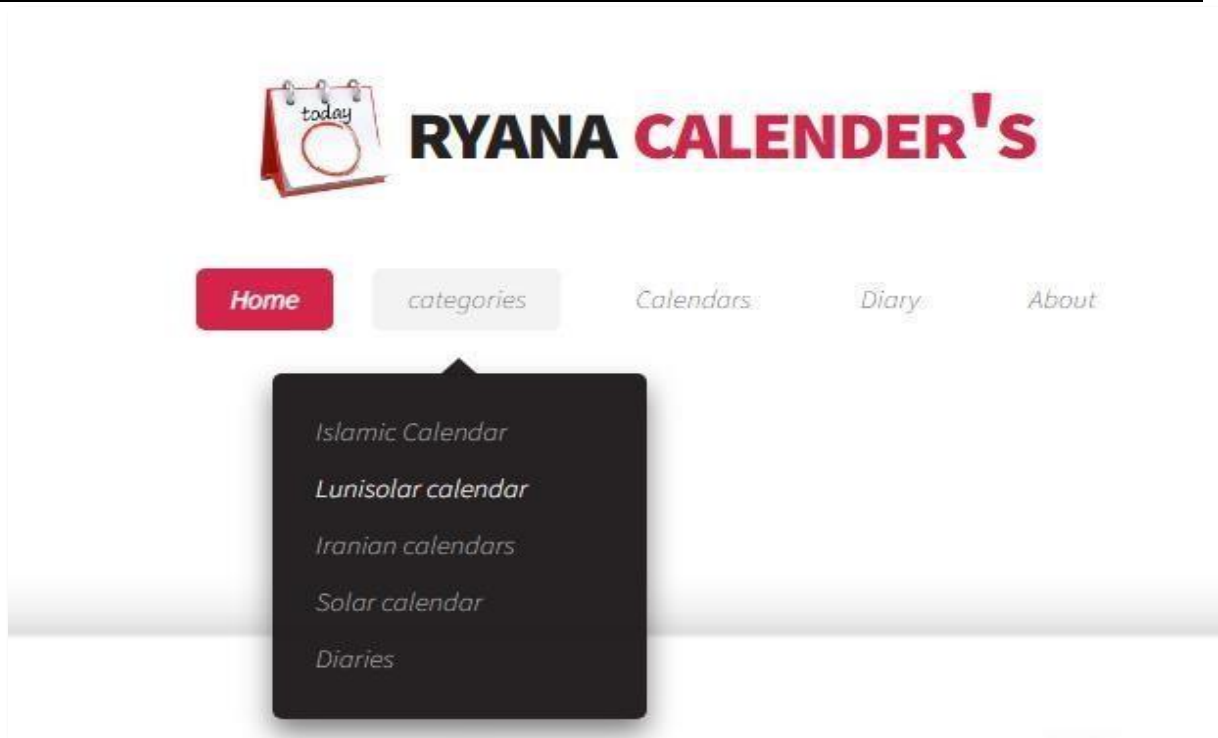 today
RYANA CALENDER'S
Home categories Calendars Diary About
Islamic Calendar
Lunisolar calendar
Iranian calendars
Solar calendar
Diaries